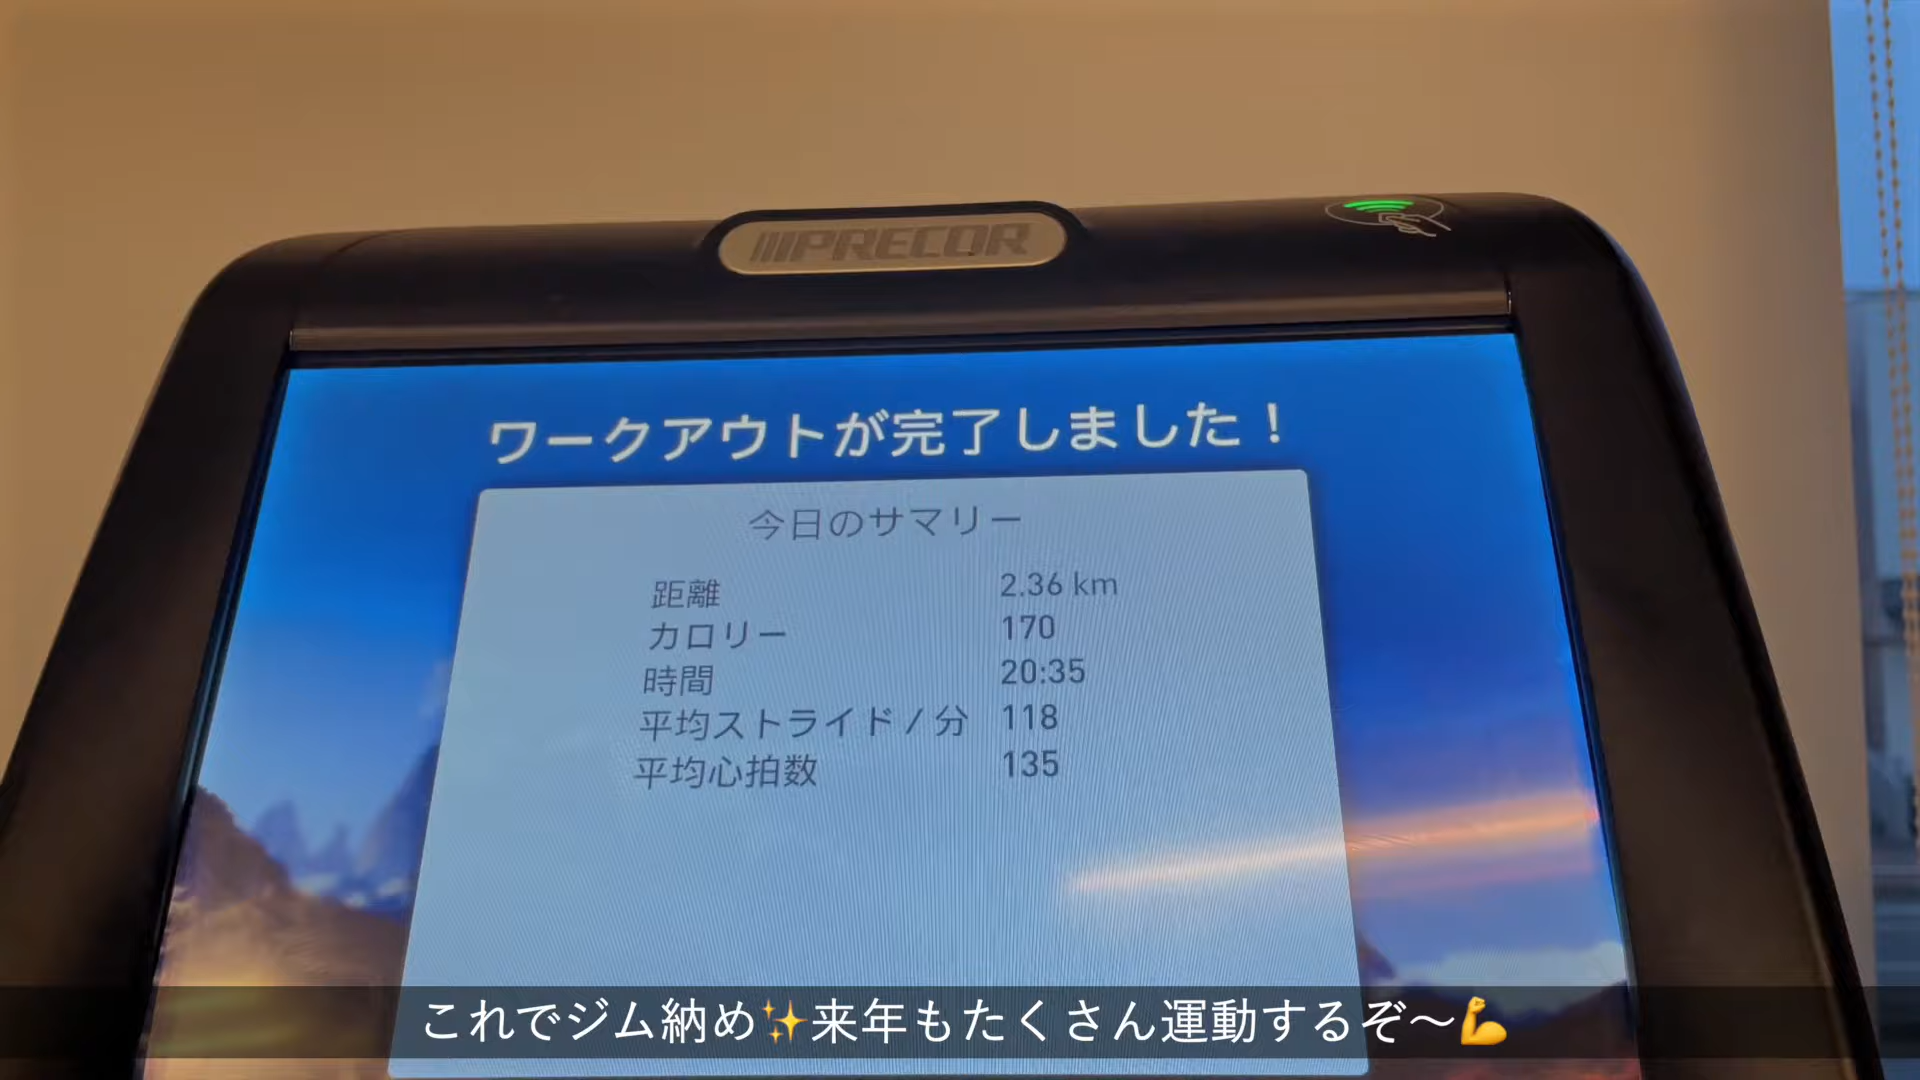 PRECOR
ワークアウトが完了しました!
今日のサマリー
距離 2.36 km
カロリー 170
時間 20:35
平均ストライド / 分 118
平均心拍数 135
これでジム納め✨来年もたくさん運動するぞ〜💪